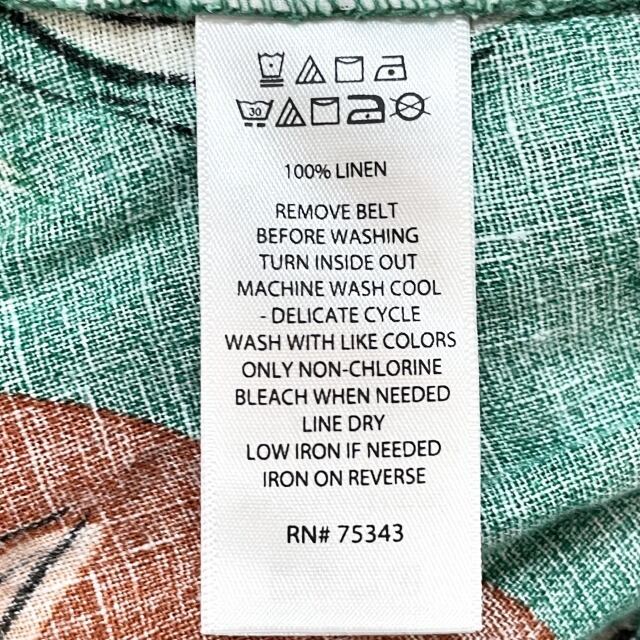 30
100% LINEN
REMOVE BELT
BEFORE WASHING
TURN INSIDE OUT
MACHINE WASH COOL
- DELICATE CYCLE
WASH WITH LIKE COLORS
ONLY NON-CHLORINE
BLEACH WHEN NEEDED
LINE DRY
LOW IRON IF NEEDED
IRON ON REVERSE
RN# 75343